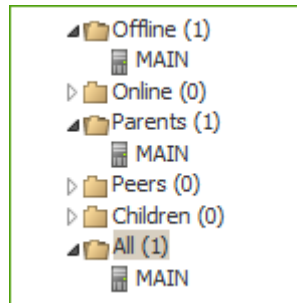 Offline (1)
MAIN
Online (0)
Parents (1)
MAIN
Peers (0)
Children (0)
All (1)
MAIN